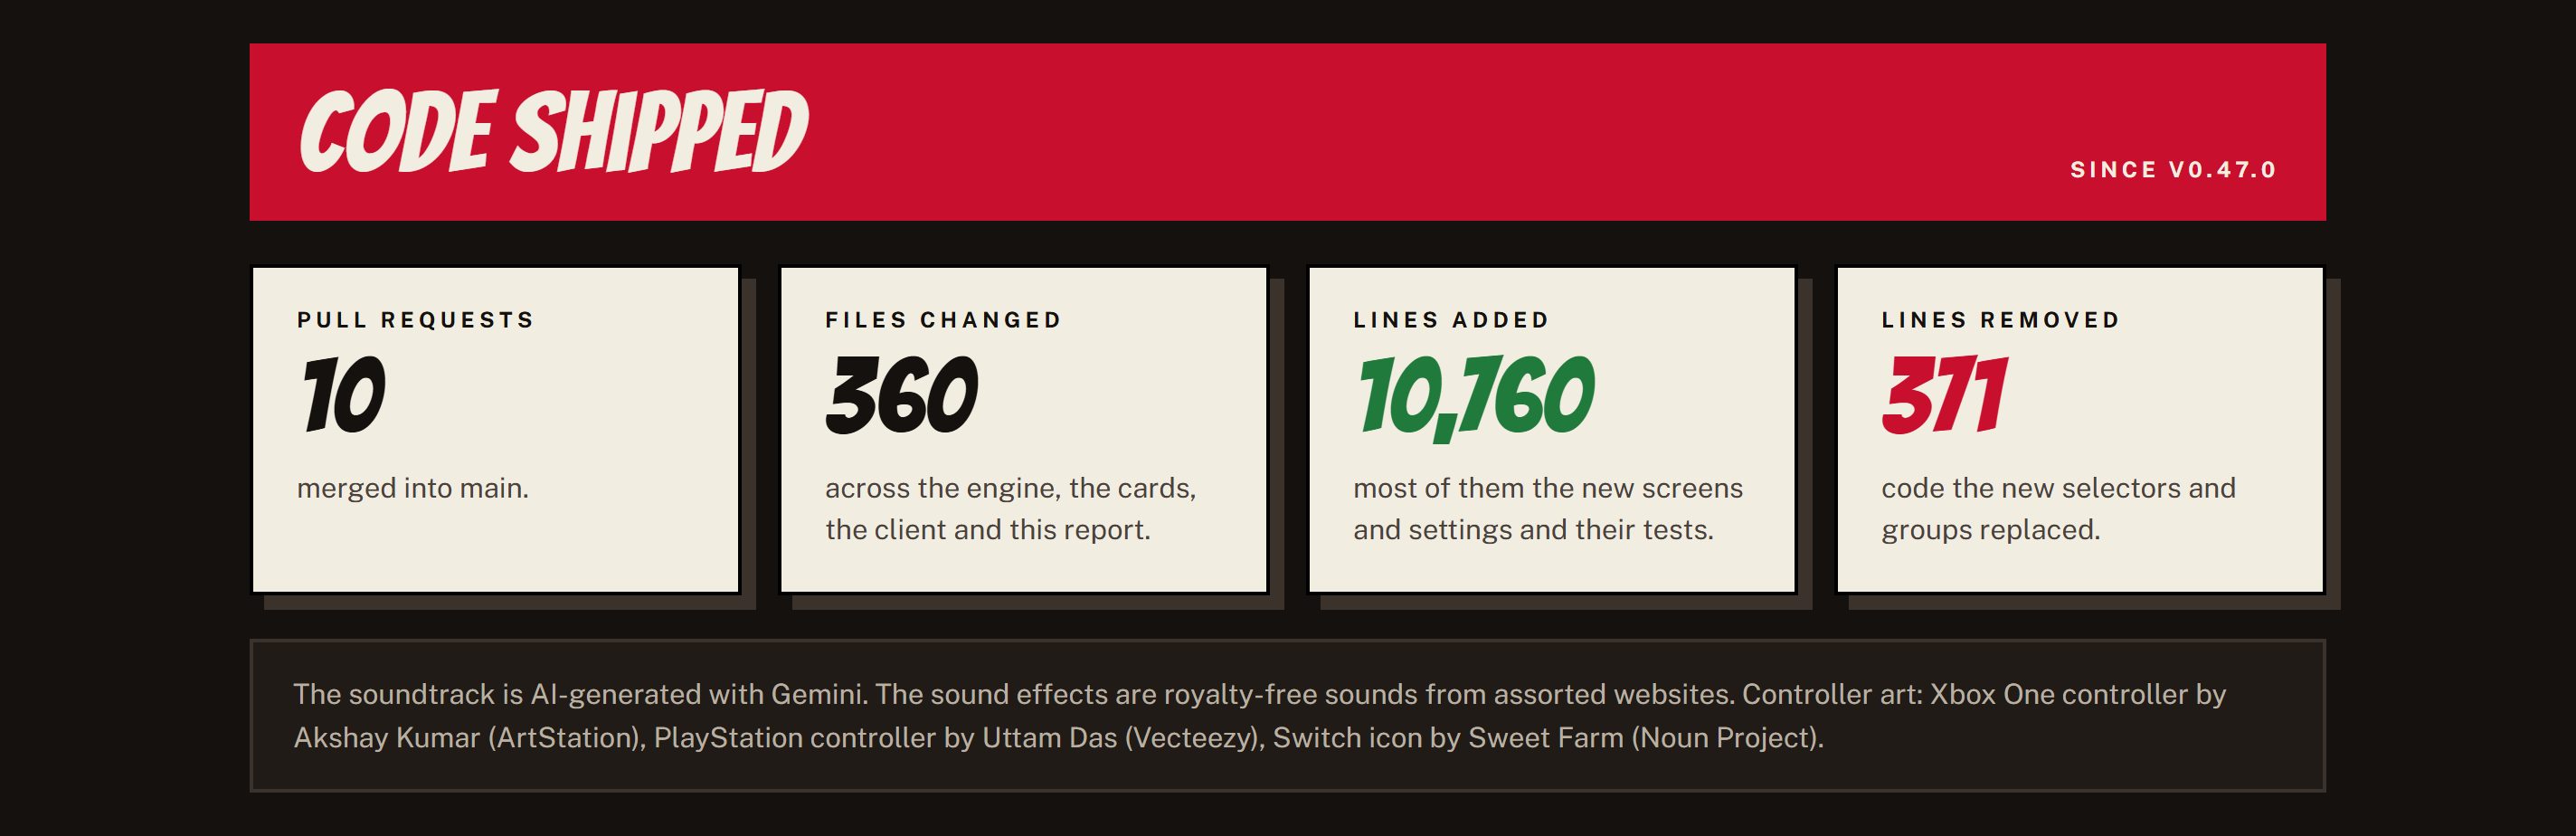 CODE SHIPPED
SINCE V0.47.0
PULL REQUESTS
10
merged into main.
FILES CHANGED
360
across the engine, the cards,
the client and this report.
LINES ADDED
10,760
most of them the new screens
and settings and their tests.
LINES REMOVED
371
code the new selectors and
groups replaced.
The soundtrack is AI-generated with Gemini. The sound effects are royalty-free sounds from assorted websites. Controller art: Xbox One controller by
Akshay Kumar (ArtStation), PlayStation controller by Uttam Das (Vecteezy), Switch icon by Sweet Farm (Noun Project).